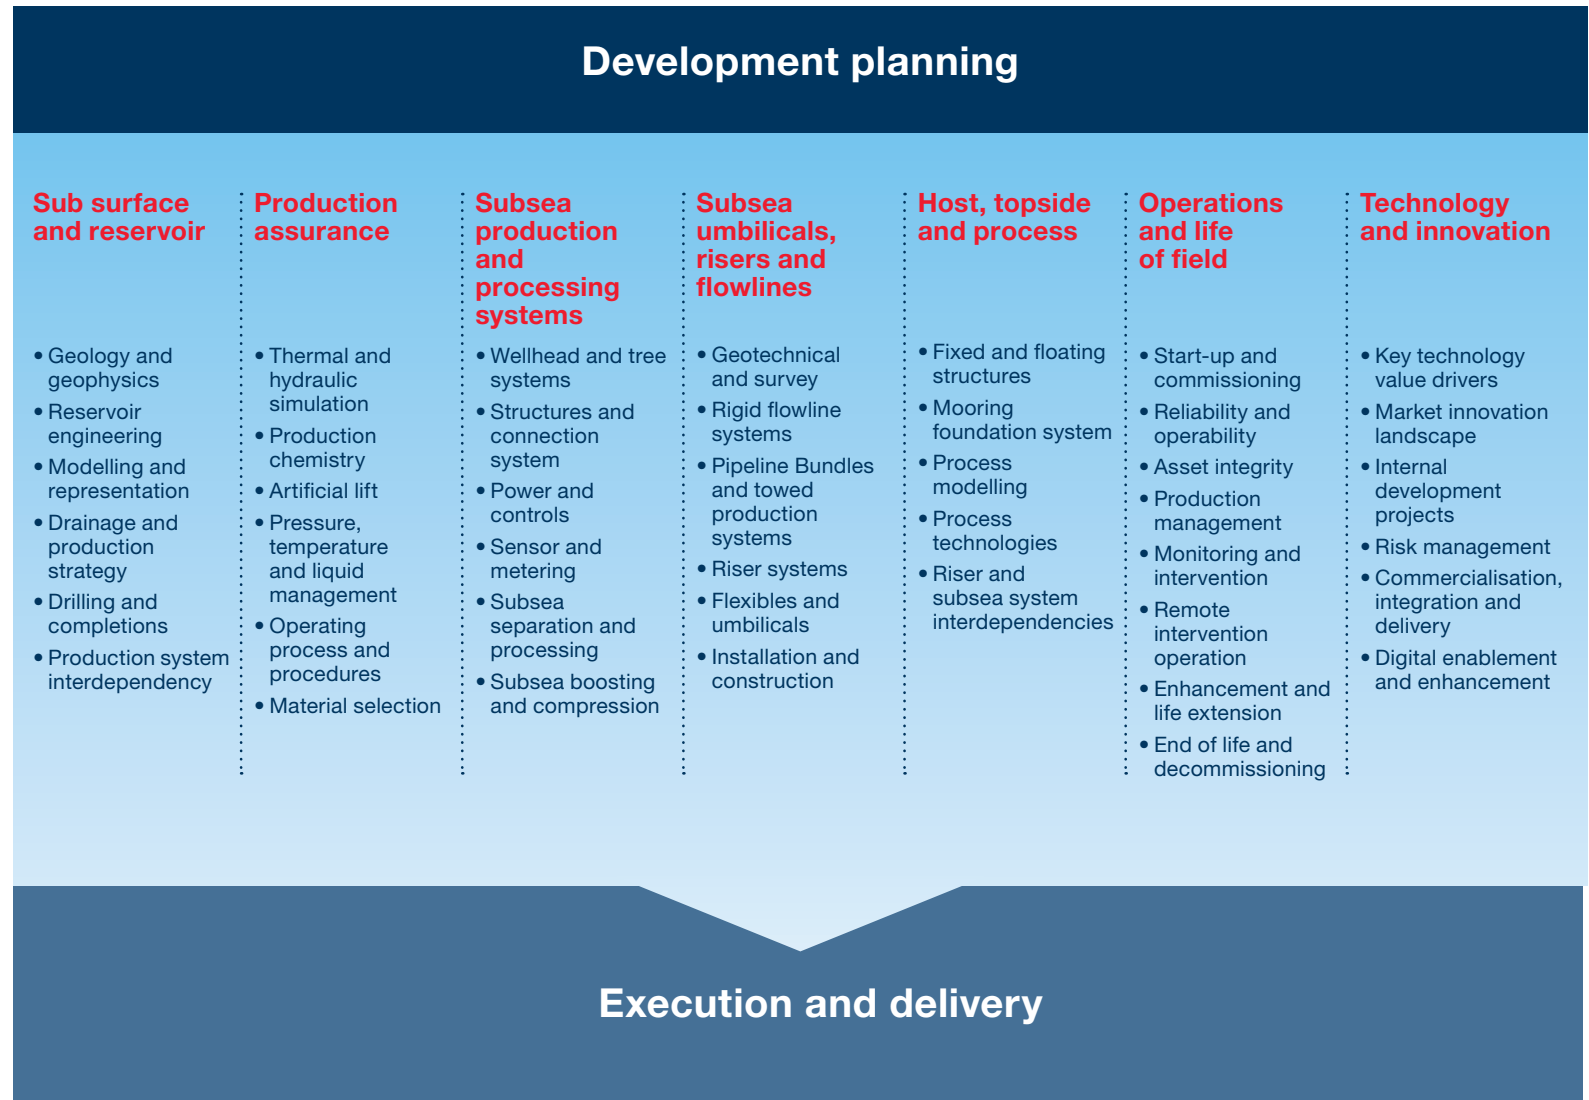 Development planning
Sub surface
and reservoir
• Geology and
geophysics
• Reservoir
engineering
• Modelling and
representation
• Drainage and
production
strategy
• Drilling and
completions
• Production system
interdependency
Production
assurance
• Thermal and
hydraulic
simulation
• Production
chemistry
• Artificial lift
• Pressure,
temperature
and liquid
management
• Operating
process and
procedures
• Material selection
Subsea
production
and
processing
systems
• Wellhead and tree
systems
• Structures and
connection
system
• Power and
controls
• Sensor and
metering
• Subsea
separation and
processing
• Subsea boosting
and compression
Subsea
umbilicals,
risers and
flowlines
• Geotechnical
and survey
• Rigid flowline
systems
• Pipeline Bundles
and towed
production
systems
• Riser systems
• Flexibles and
umbilicals
• Installation and
construction
Host, topside
and process
• Fixed and floating
structures
• Mooring
foundation system
• Process
modelling
• Process
technologies
• Riser and
subsea system
interdependencies
Operations
and life
of field
• Start-up and
commissioning
• Reliability and
operability
• Asset integrity
• Production
management
• Monitoring and
intervention
• Remote
intervention
operation
• Enhancement and
life extension
• End of life and
decommissioning
Technology
and innovation
• Key technology
value drivers
• Market innovation
landscape
• Internal
development
projects
• Risk management
• Commercialisation,
integration and
delivery
• Digital enablement
and enhancement
Execution and delivery